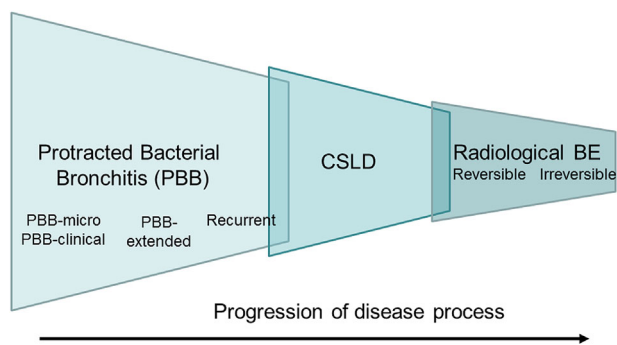 Protracted Bacterial
Bronchitis (PBB)
PBB-micro
PBB-clinical
PBB-
extended
Recurrent
CSLD
Radiological BE
Reversible Irreversible
Progression of disease process